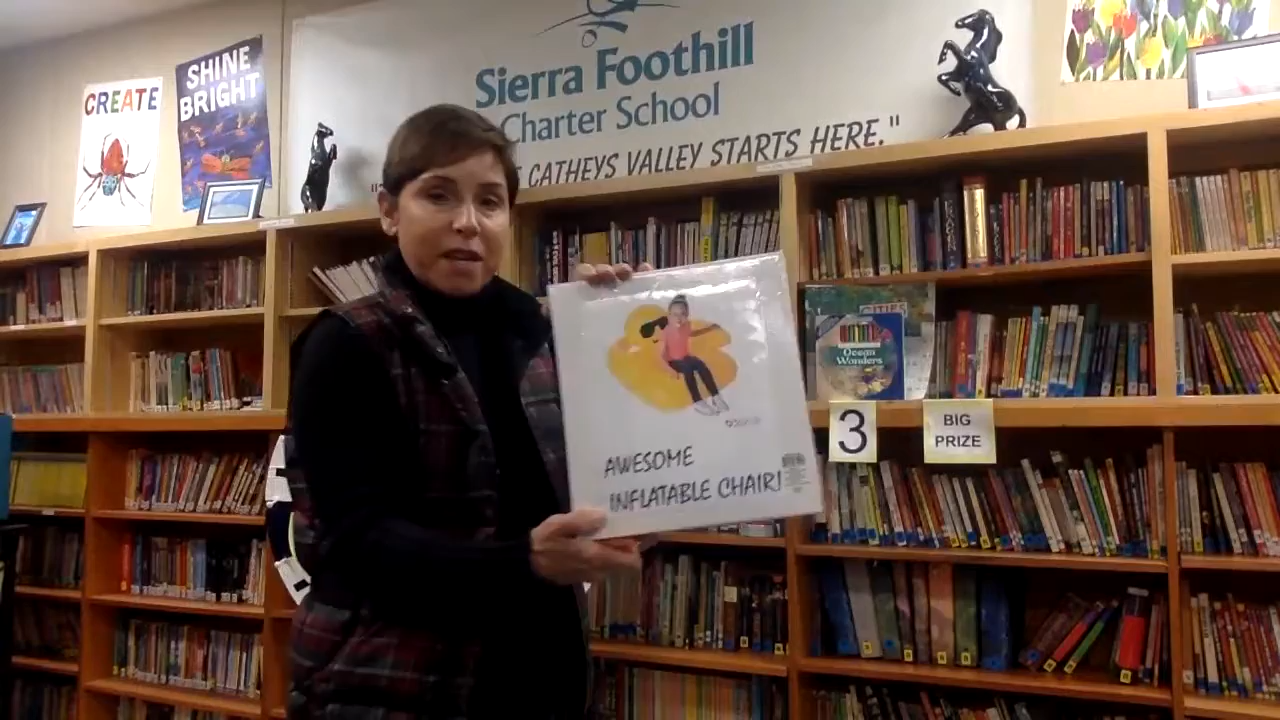 CREATE
SHINE
BRIGHT
Sierra Foothill
Charter School
CATHEYS VALLEY STARTS HERE."
CITIES
Ocean
Wonders
3
BIG
PRIZE
AWESOME
INFLATABLE CHAIR!